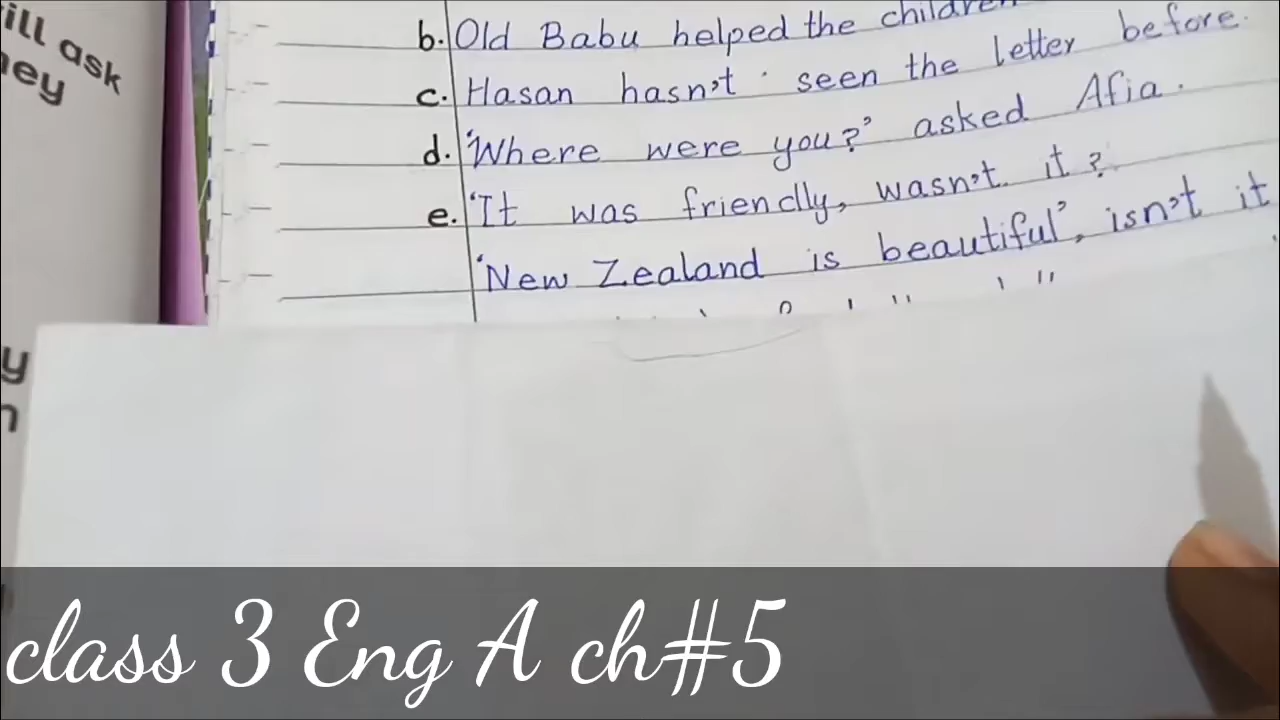 ill ask
ney
y
n
b. Old Babu helped the children
c. Hasan hasn't seen the letter before.
d. 'Where were you?' asked Afia.
e. 'It was friendly, wasn't it?
'New Zealand is beautiful', isn't it
class 3 Eng A ch#5